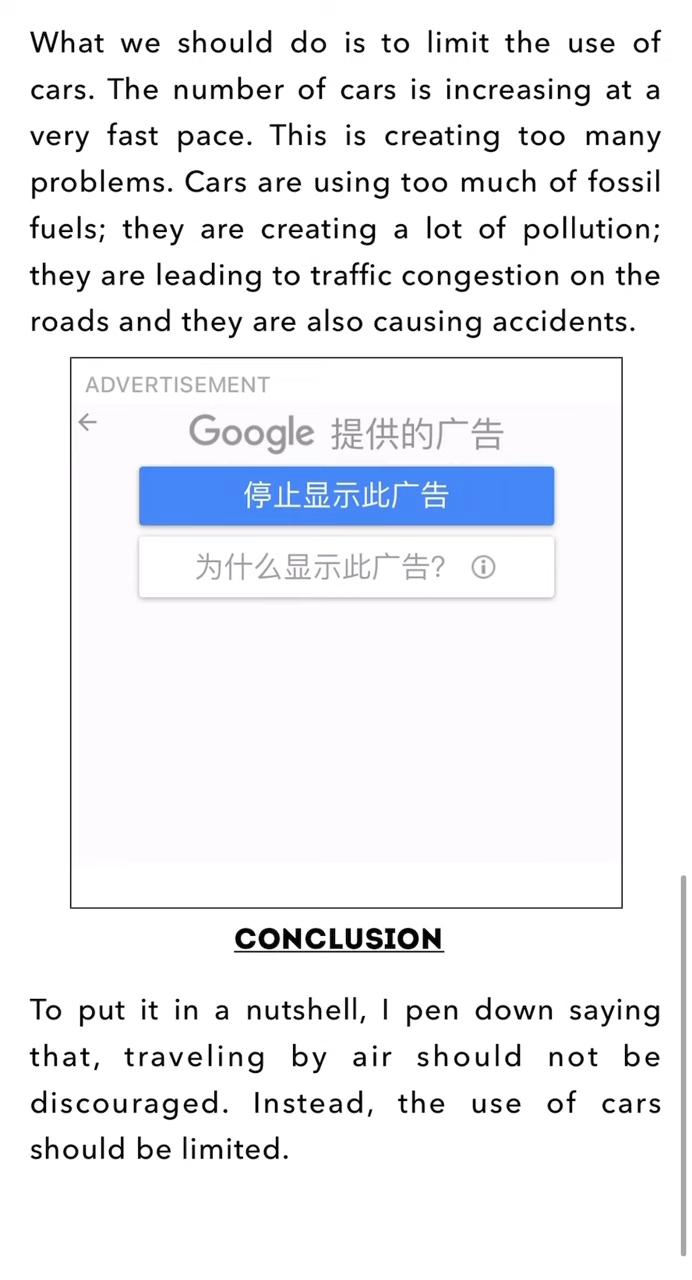 What we should do is to limit the use of
cars. The number of cars is increasing at a
very fast pace. This is creating too many
problems. Cars are using too much of fossil
fuels; they are creating a lot of pollution;
they are leading to traffic congestion on the
roads and they are also causing accidents.
ADVERTISEMENT
Google 提供的广告
停止显示此广告
为什么显示此广告?
CONCLUSION
To put it in a nutshell, I pen down saying
that, traveling by air should not be
discouraged. Instead, the use of cars
should be limited.